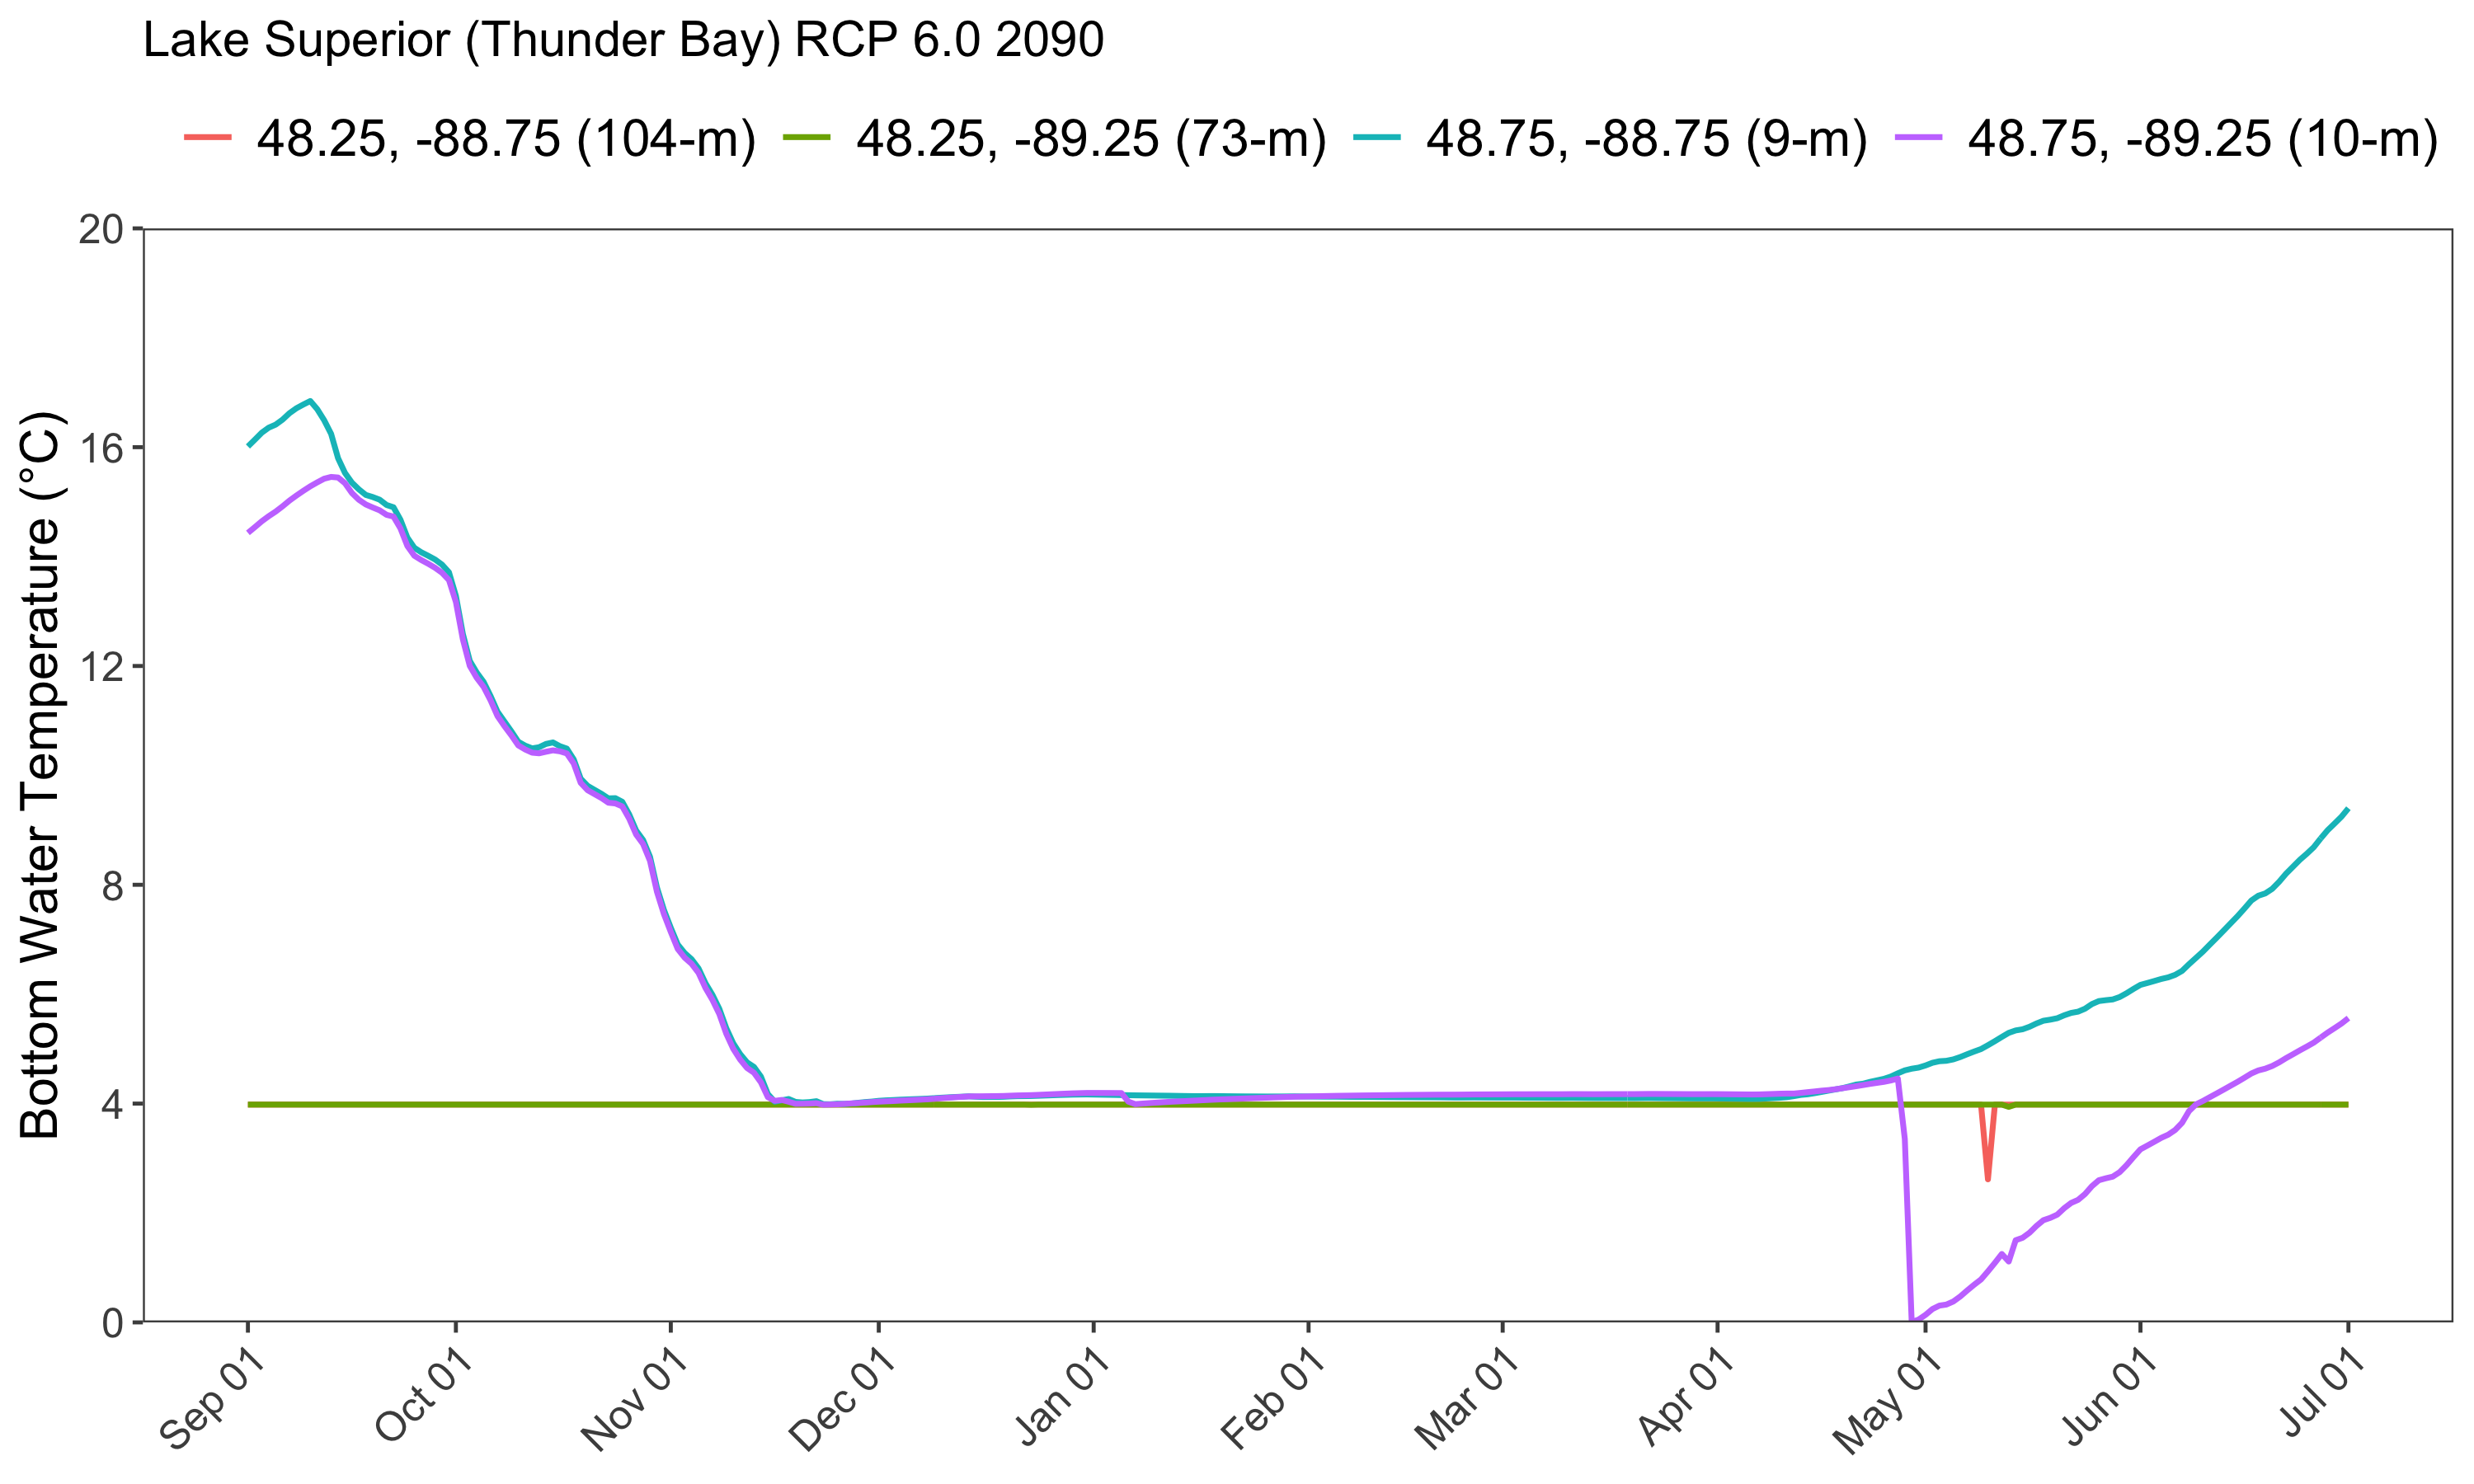 Lake Superior (Thunder Bay) RCP 6.0 2090
48.25, -88.75 (104-m) 48.25, -89.25 (73-m) 48.75, -88.75 (9-m) 48.75, -89.25 (10-m)
Bottom Water Temperature (°C)
20
16
12
8
4
0
Sep 01 Oct 01 Nov 01 Dec 01 Jan 01 Feb 01 Mar 01 Apr 01 May 01 Jun 01 Jul 01